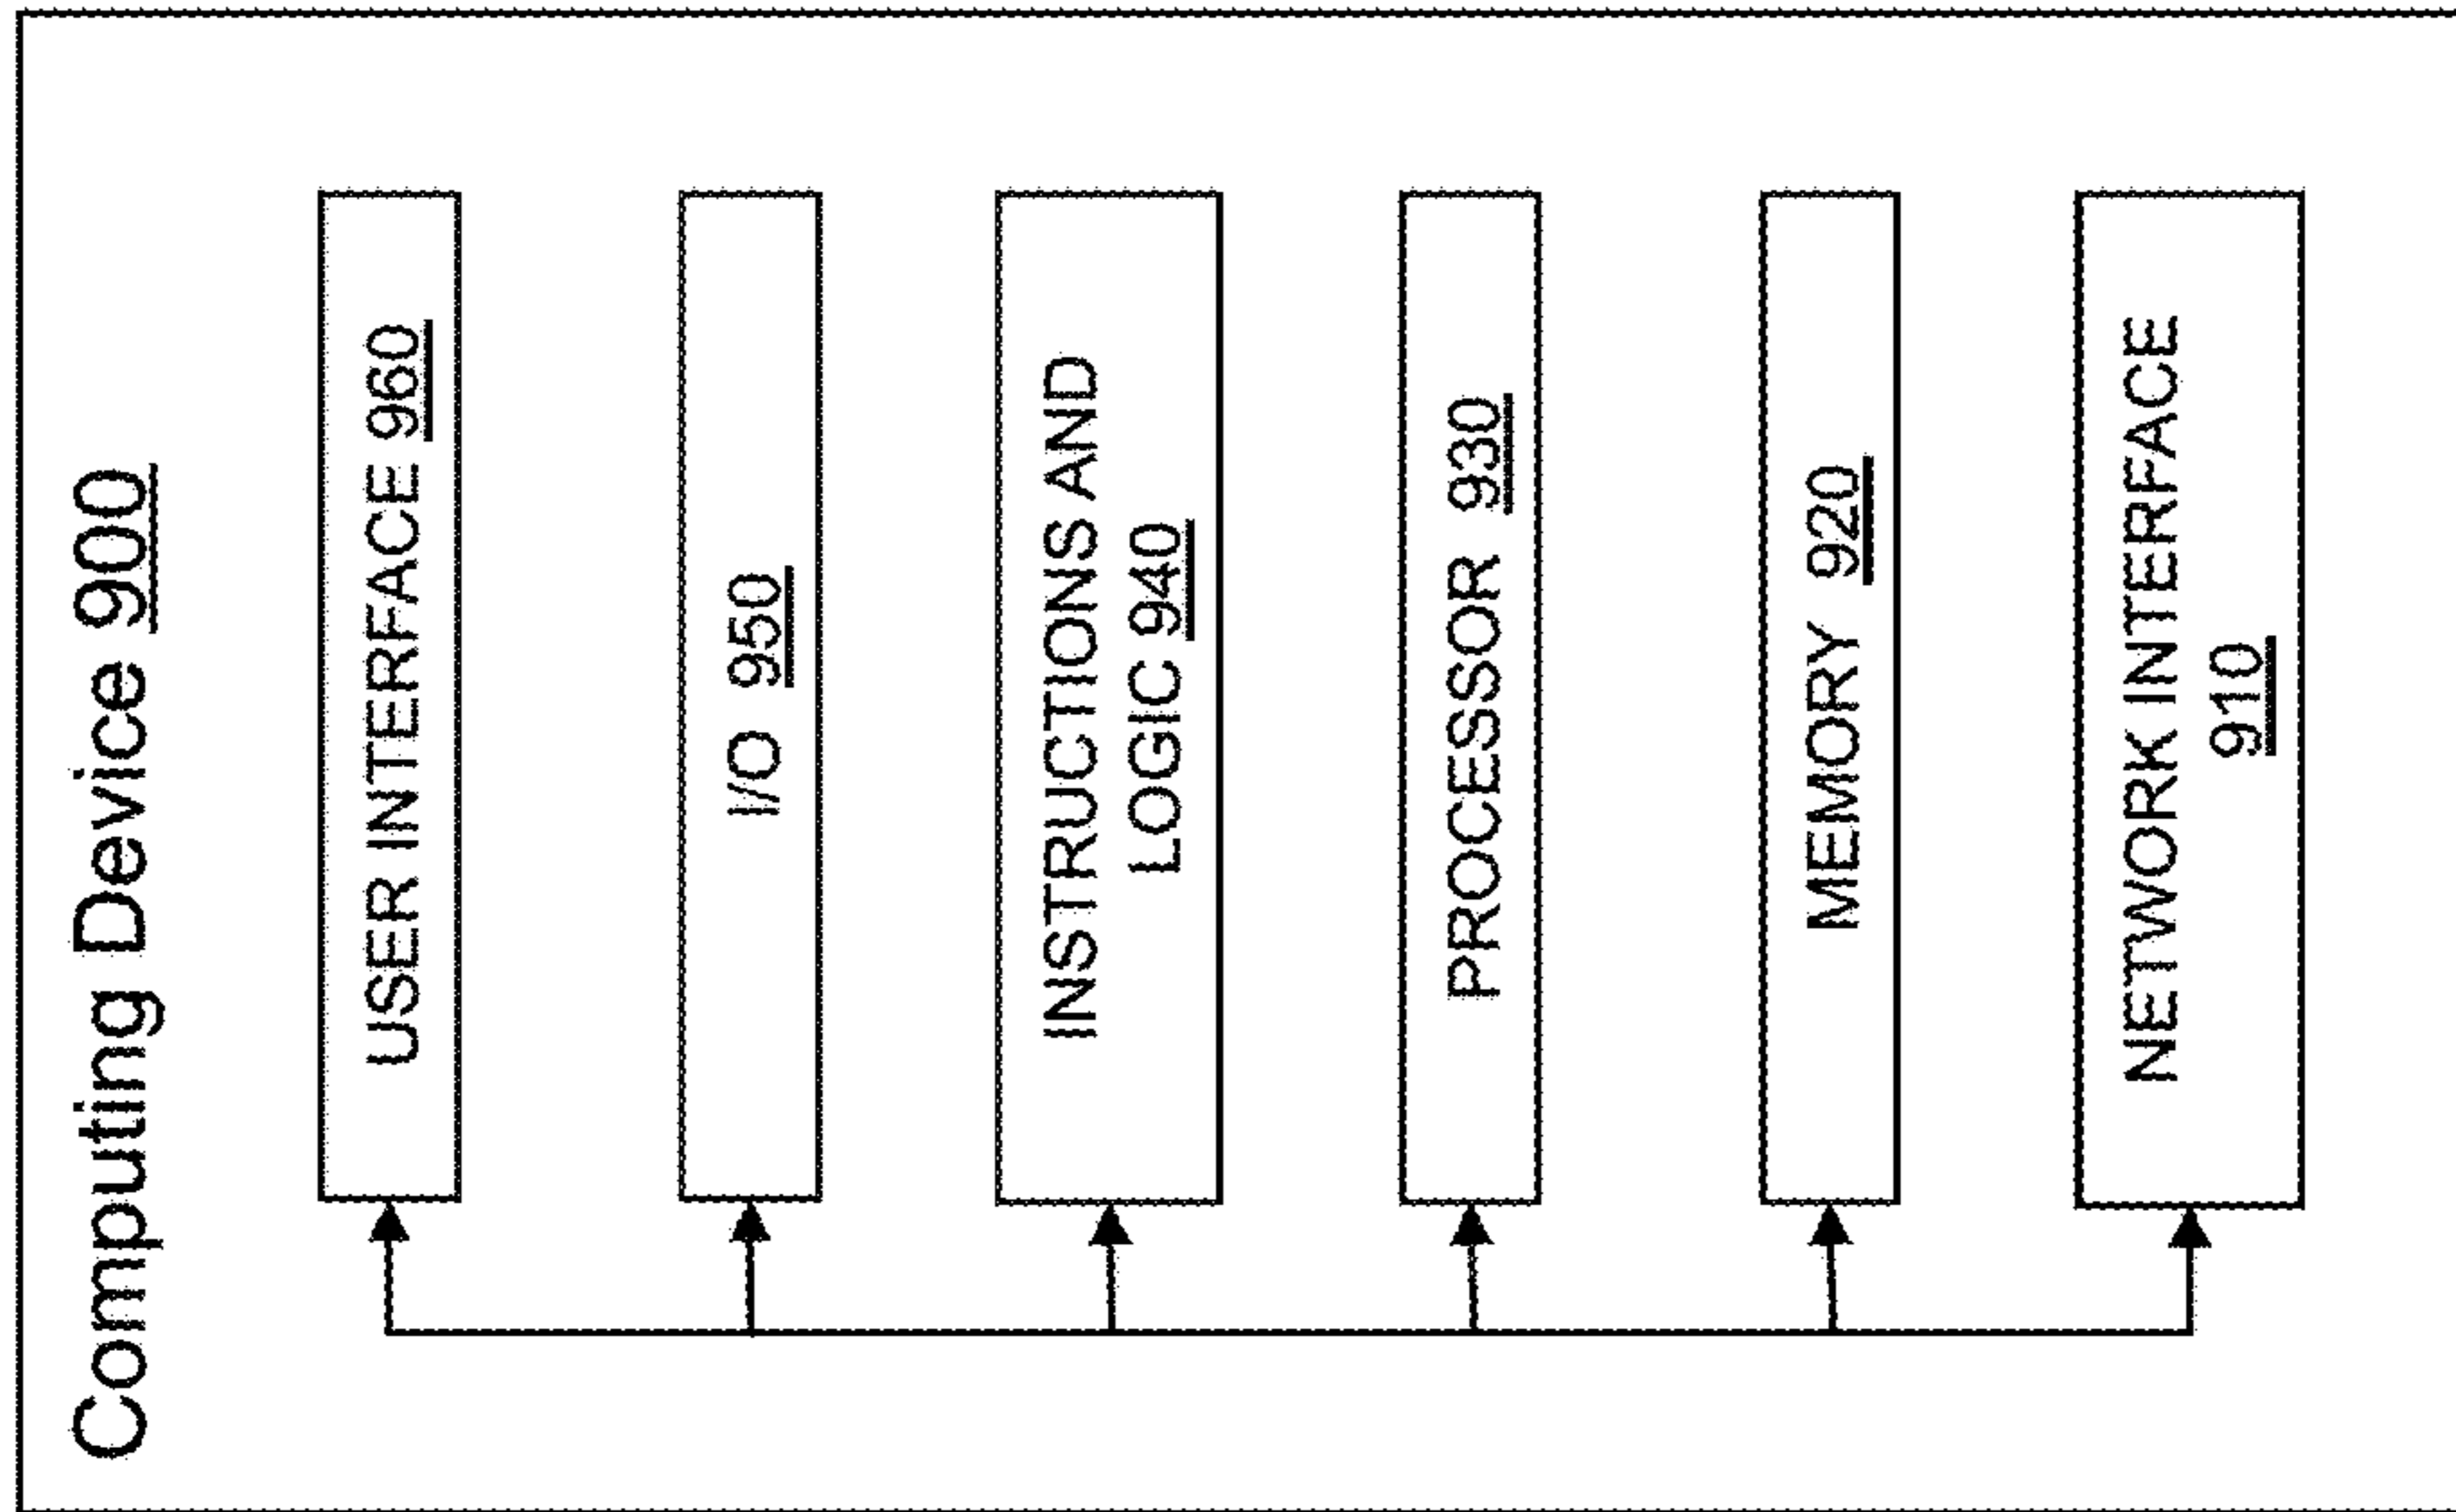 Computing Device 900
USER INTERFACE 960
I/O 950
INSTRUCTIONS AND
LOGIC 940
PROCESSOR 930
MEMORY 920
NETWORK INTERFACE
910